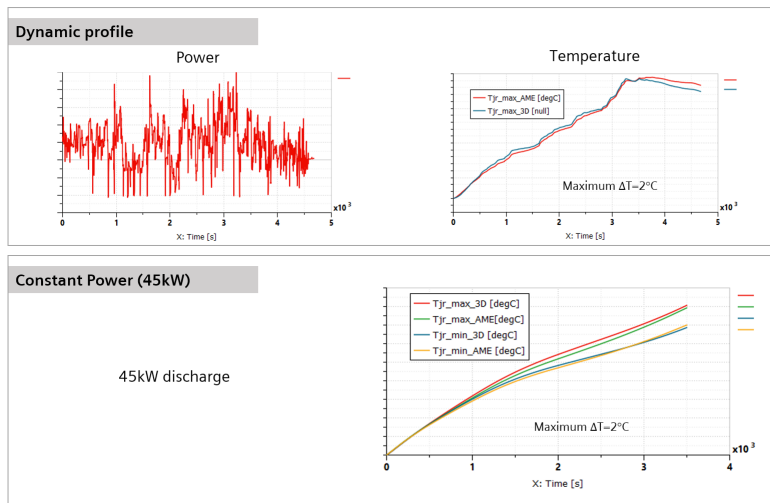 Dynamic profile
Power
Temperature
Tjr_max_AME [degC]
Tjr_max_3D [null]
Maximum ΔT=2°C
x10³
0 1 2 3 4 5
X: Time [s]
x10³
0 1 2 3 4 5
X: Time [s]
Constant Power (45kW)
45kW discharge
Tjr_max_3D [degC]
Tjr_max_AME[degC]
Tjr_min_3D [degC]
Tjr_min_AME [degC]
Maximum ΔT=2°C
x10³
0 1 2 3 4
X: Time [s]